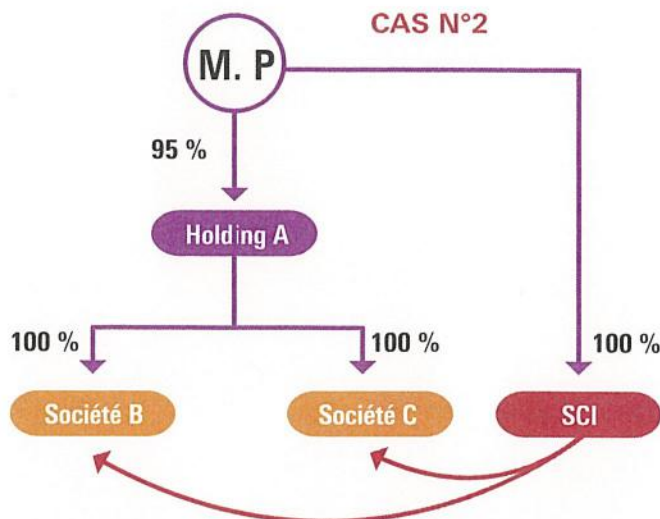 CAS N°2
M. P
95 %
Holding A
100 %
100 %
100 %
Société B
Société C
SCI